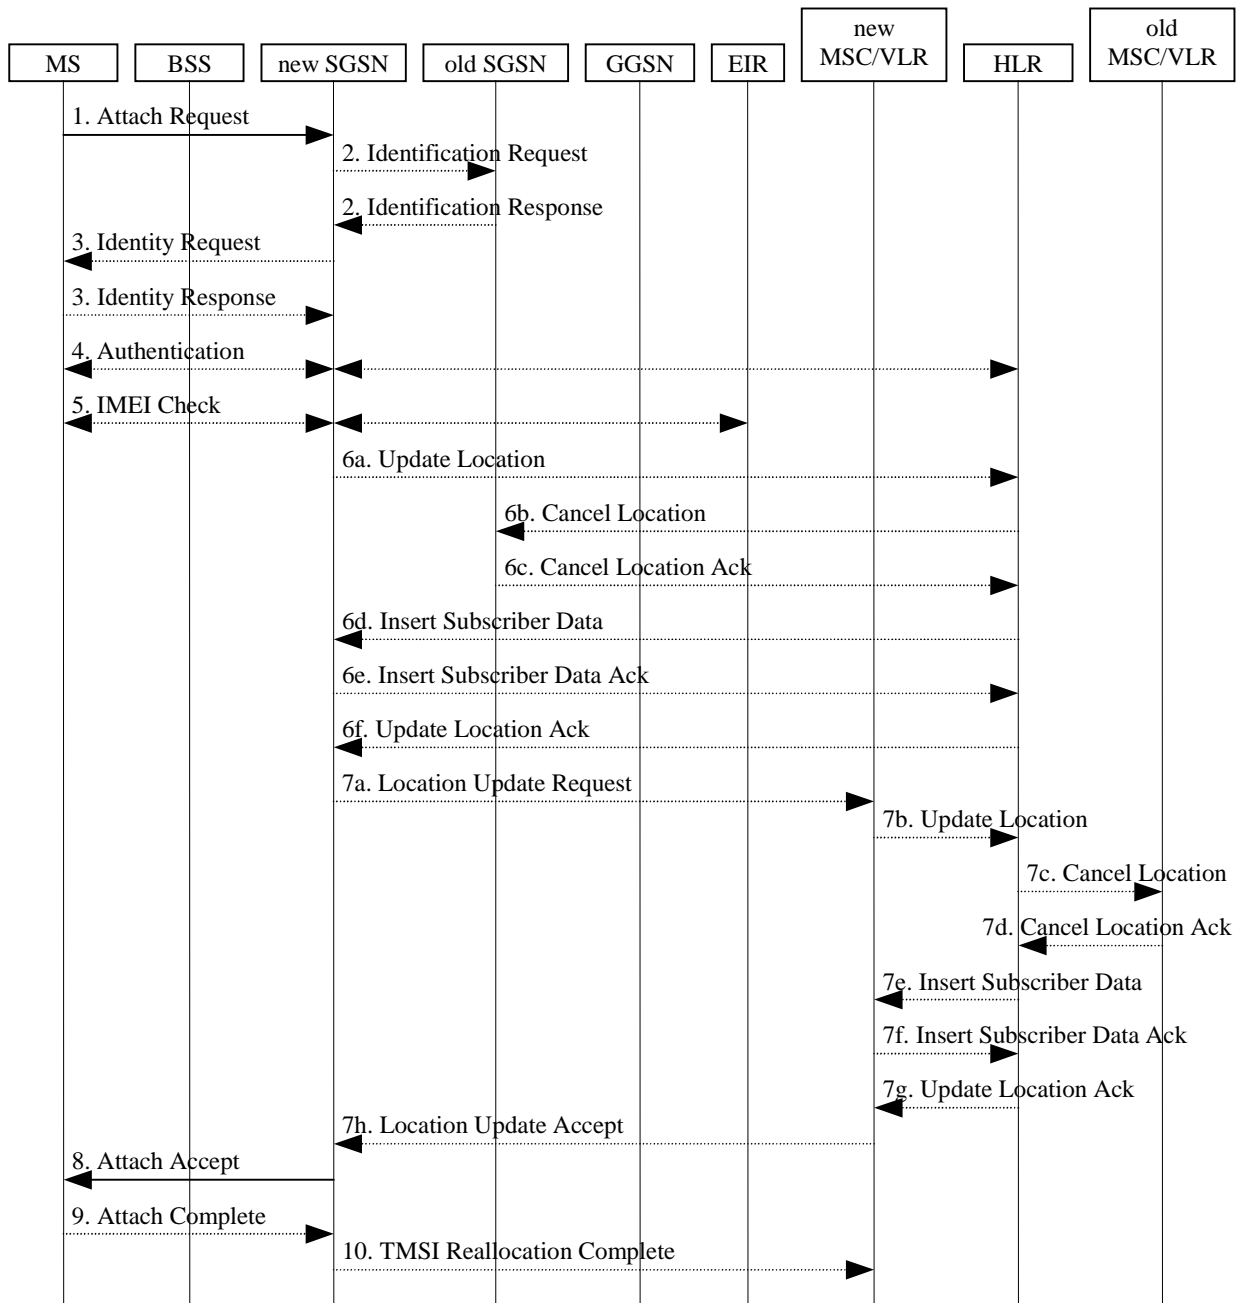 new
old
MS
BSS
new SGSN
old SGSN
GGSN
EIR
MSC/VLR
HLR
MSC/VLR
1. Attach Request
2. Identification Request
2. Identification Response
3. Identity Request
3. Identity Response
4. Authentication
5. IMEI Check
6a. Update Location
6b. Cancel Location
6c. Cancel Location Ack
6d. Insert Subscriber Data
6e. Insert Subscriber Data Ack
6f. Update Location Ack
7a. Location Update Request
7b. Update Location
7c. Cancel Location
7d. Cancel Location Ack
7e. Insert Subscriber Data
7f. Insert Subscriber Data Ack
7g. Update Location Ack
7h. Location Update Accept
8. Attach Accept
9. Attach Complete
10. TMSI Reallocation Complete